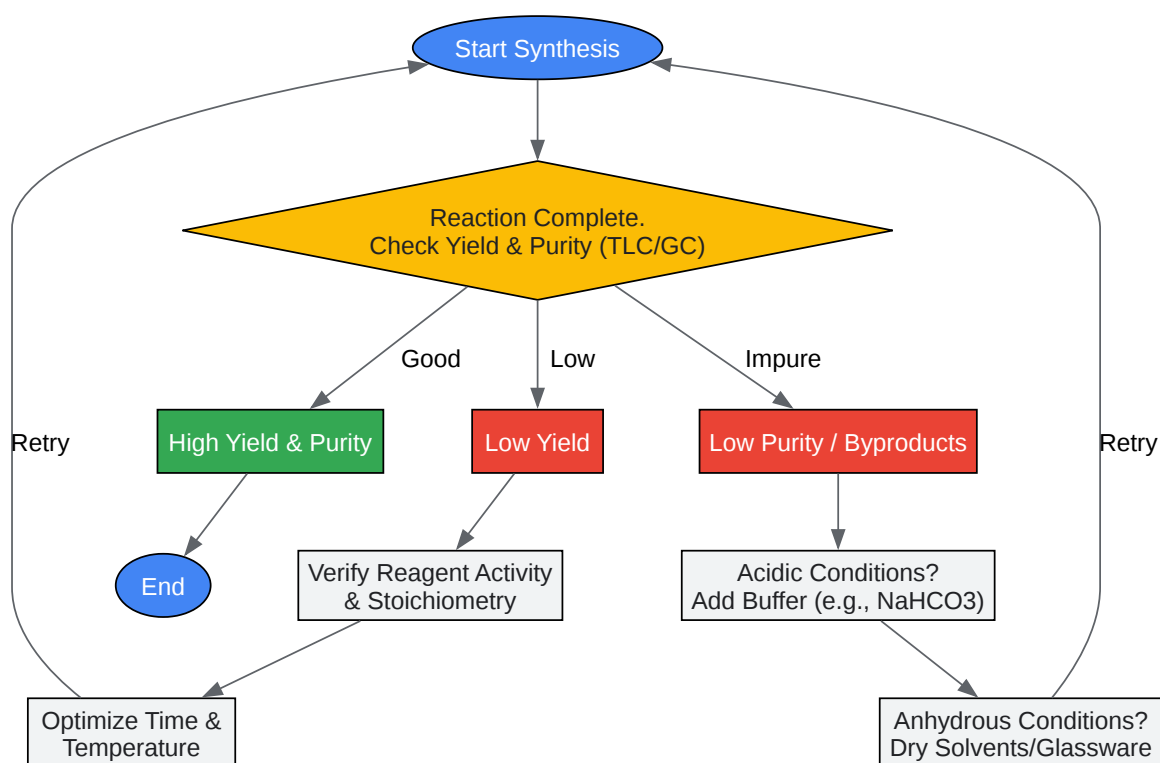 Start Synthesis
Reaction Complete.
Check Yield & Purity (TLC/GC)
Good
Low
Impure
Retry
High Yield & Purity
Low Yield
Low Purity / Byproducts
Retry
End
Verify Reagent Activity
& Stoichiometry
Acidic Conditions?
Add Buffer (e.g., NaHCO3)
Optimize Time &
Temperature
Anhydrous Conditions?
Dry Solvents/Glassware